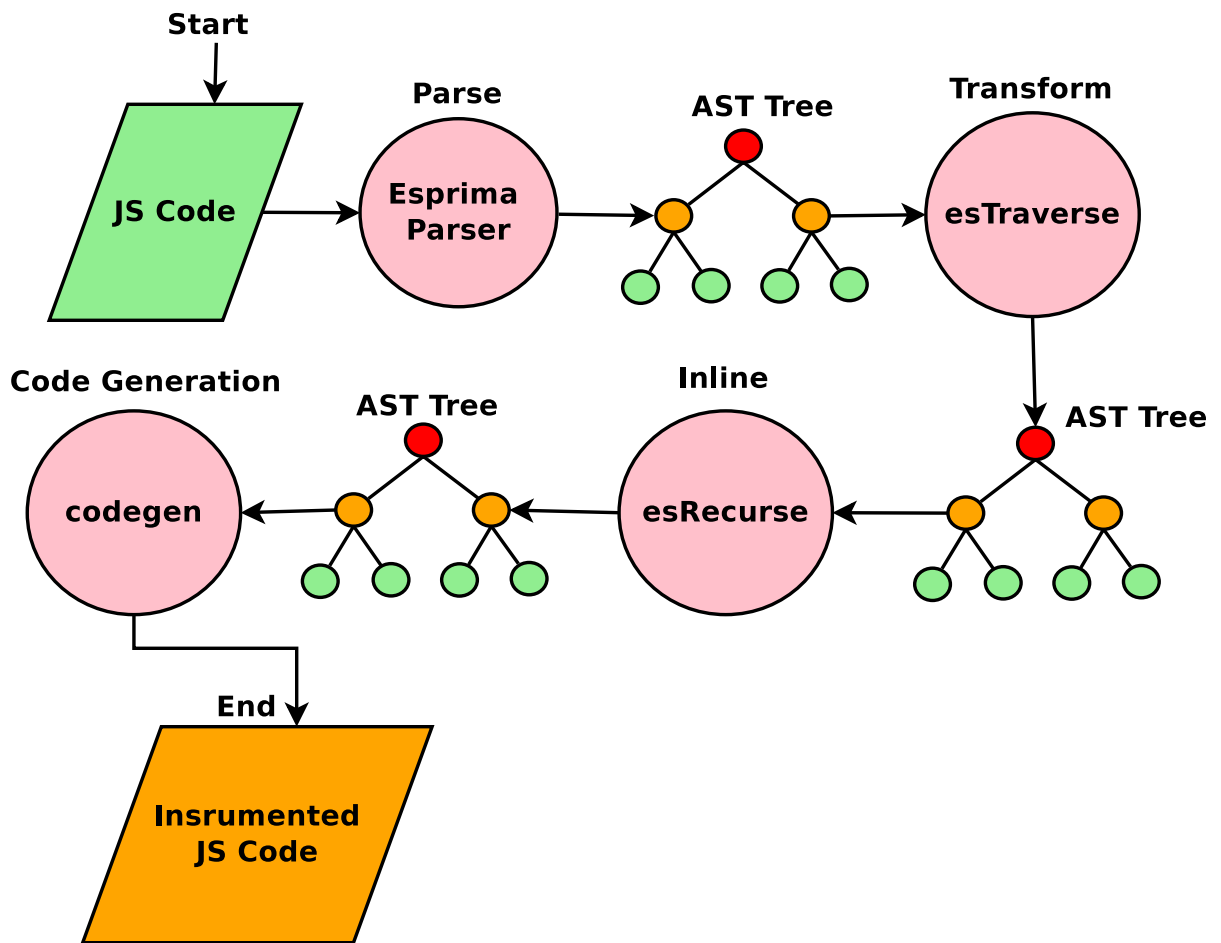 Start
Parse
AST Tree
Transform
JS Code
Esprima
Parser
esTraverse
Code Generation
AST Tree
Inline
AST Tree
codegen
esRecurse
End
Insrumented
JS Code